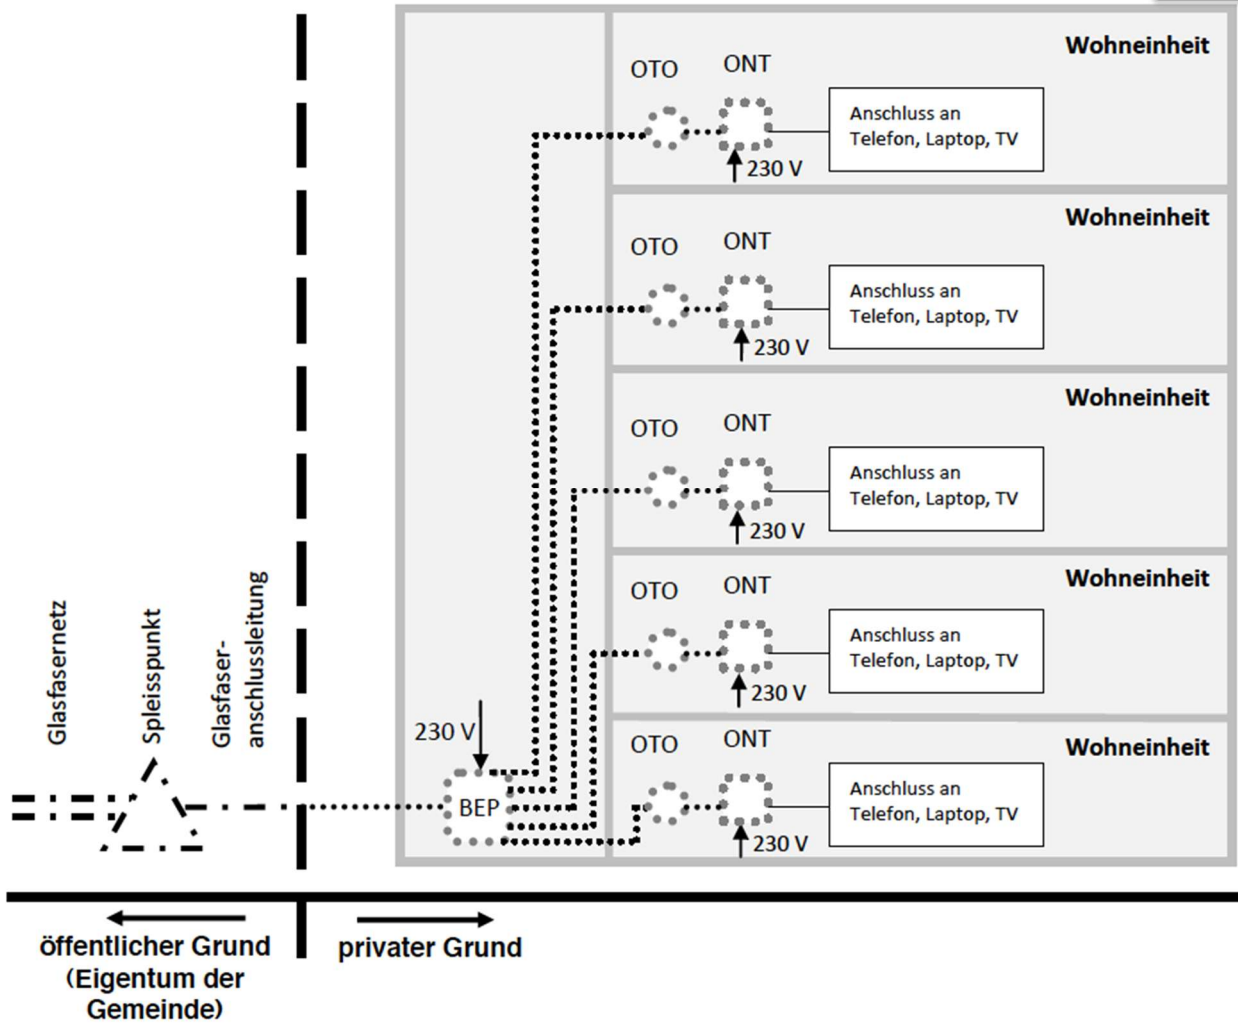 Wohneinheit
OTO
ONT
Anschluss an
Telefon, Laptop, TV
230 V
Wohneinheit
OTO
ONT
Anschluss an
Telefon, Laptop, TV
230 V
Wohneinheit
OTO
ONT
Anschluss an
Telefon, Laptop, TV
230 V
Wohneinheit
OTO
ONT
Anschluss an
Telefon, Laptop, TV
230 V
Wohneinheit
OTO
ONT
Anschluss an
Telefon, Laptop, TV
230 V
Glasfasernetz
Spleisspunkt
Glasfaser-
anschlussleitung
230 V
BEP
öffentlicher Grund
(Eigentum der
Gemeinde)
privater Grund